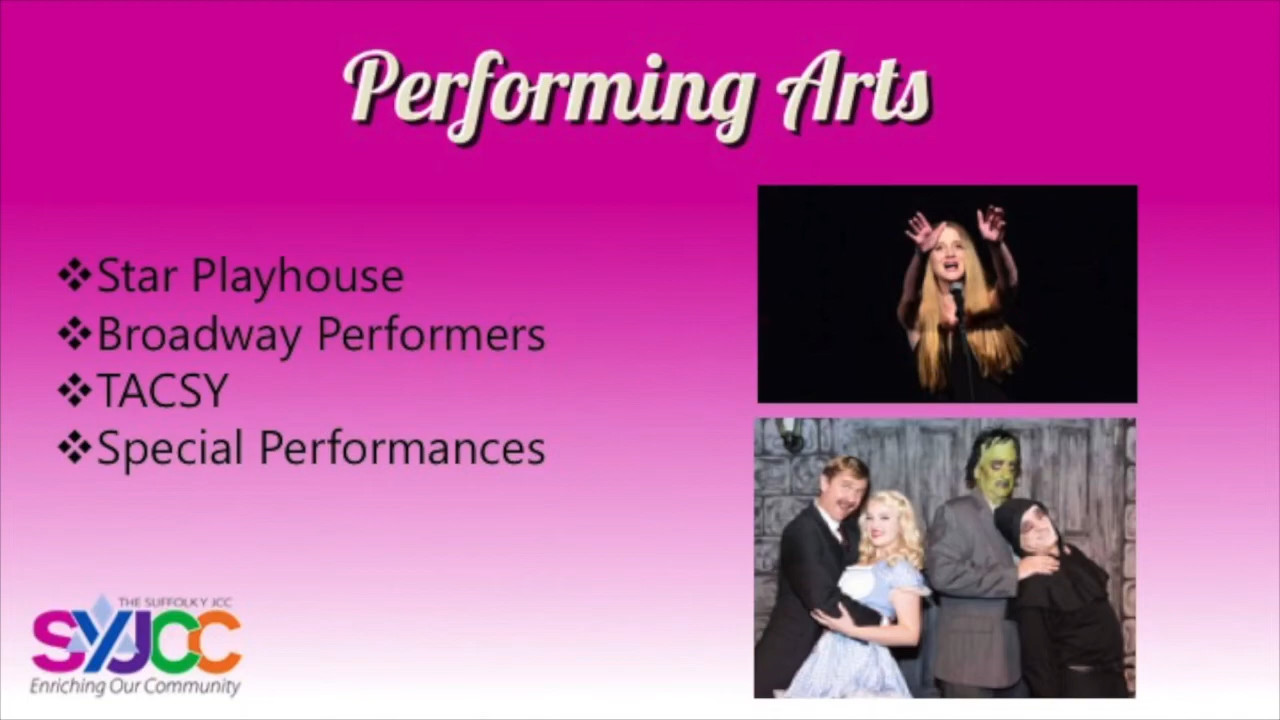 Performing Arts
❖Star Playhouse
❖Broadway Performers
❖TACSY
❖Special Performances
THE SUFFOLK Y JCC
SYJCC
Enriching Our Community